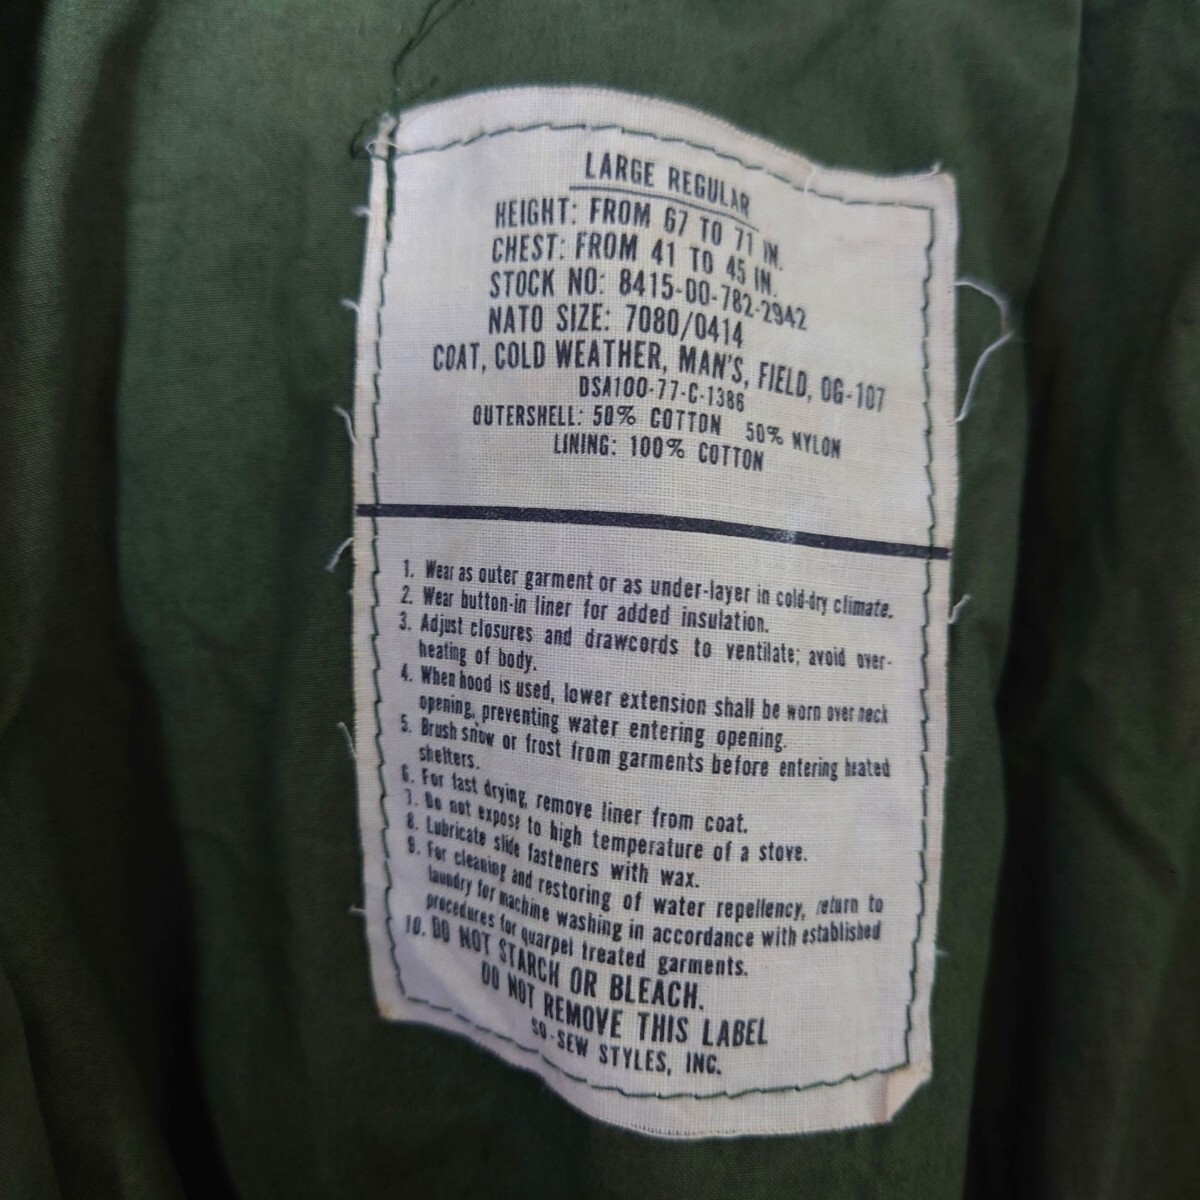 LARGE REGULAR
HEIGHT: FROM 67 TO 71 IN.
CHEST: FROM 41 TO 45 IN.
STOCK NO: 8415-00-782-2942
NATO SIZE: 7080/0414
COAT, COLD WEATHER, MAN'S, FIELD, OG-107
DSA100-77-C-1386
OUTERSHELL: 50% COTTON 50% NYLON
LINING: 100% COTTON
1. Wear as outer garment or as under-layer in cold-dry climate.
2. Wear button-in liner for added insulation.
3. Adjust closures and drawcords to ventilate; avoid over-
heating of body.
4. When hood is used, lower extension shall be worn over neck
opening, preventing water entering opening.
5. Brush snow or frost from garments before entering heated
shelters.
6. For fast drying, remove liner from coat.
7. Do not expose to high temperature of a stove.
8. Lubricate slide fasteners with wax.
9. For cleaning and restoring of water repellency, return to
laundry for machine washing in accordance with established
procedures for quarpel treated garments.
10. DO NOT STARCH OR BLEACH.
DO NOT REMOVE THIS LABEL
SO-SEW STYLES, INC.